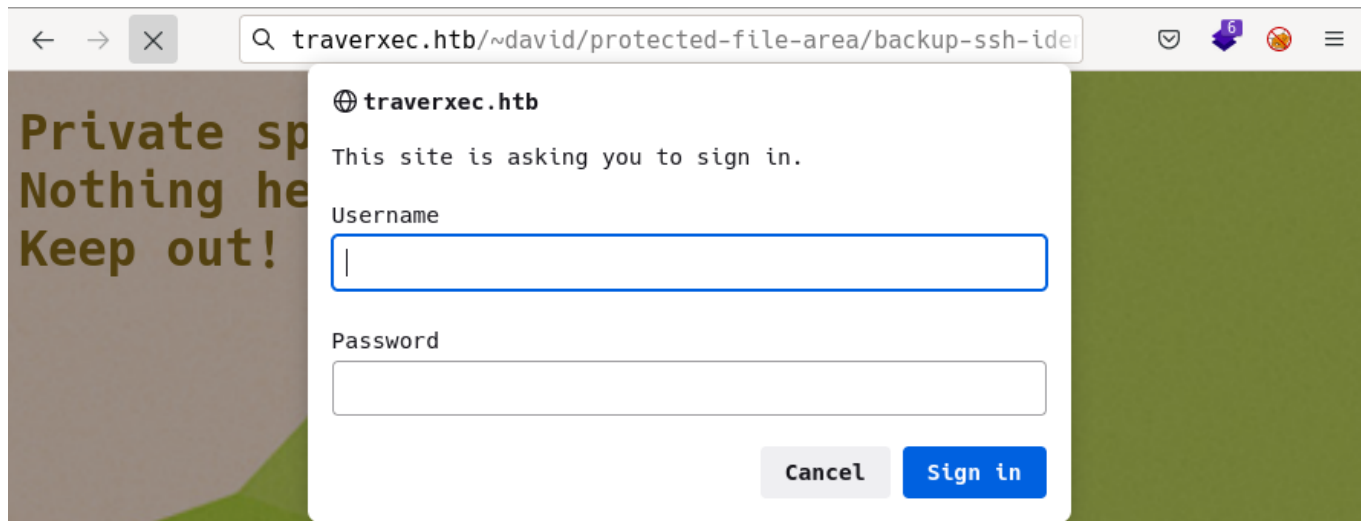 traverxec.htb/~david/protected-file-area/backup-ssh-ide
6
Private sp
Nothing he
Keep out!
traverxec.htb
This site is asking you to sign in.
Username
Password
Cancel
Sign in